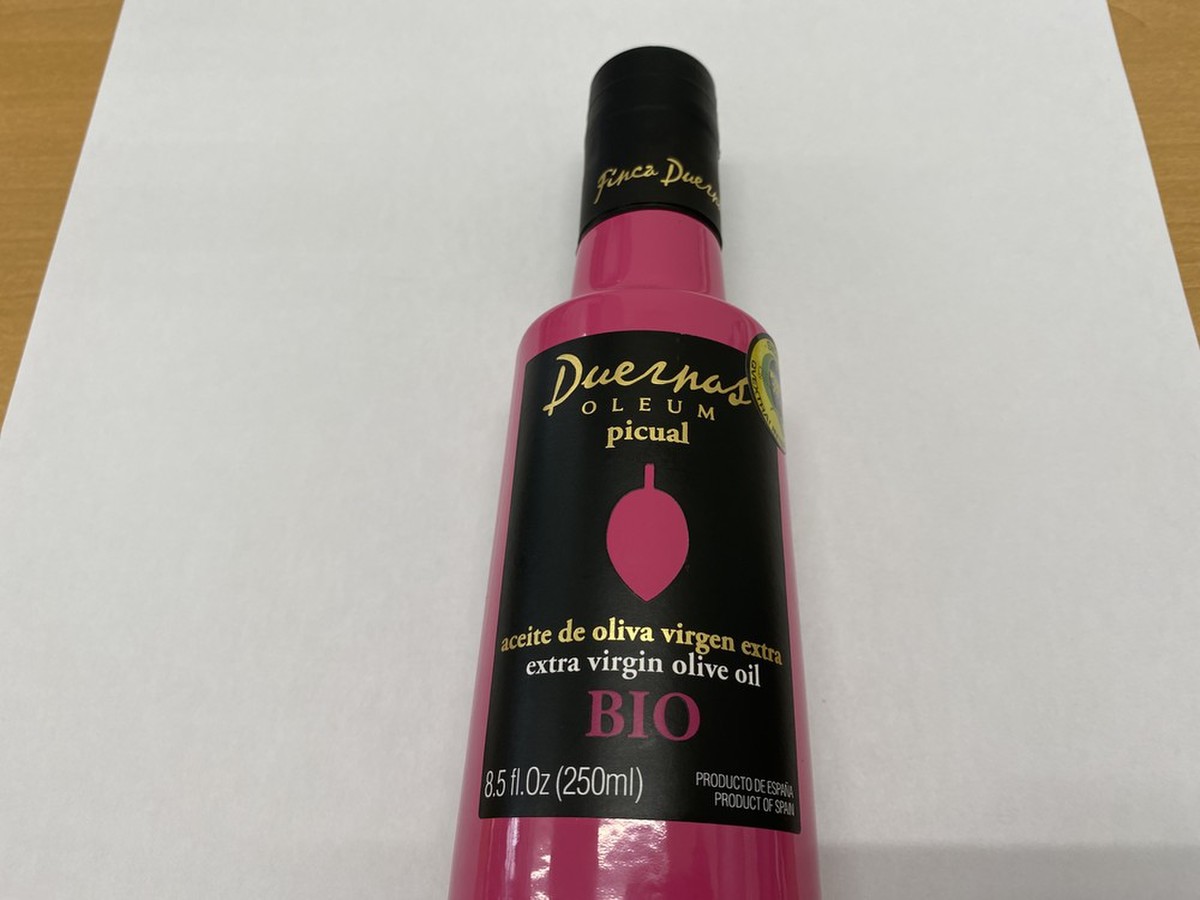 Finca
Duernas
OLEUM
picual
aceite de oliva virgen extra
extra virgin olive oil
BIO
8.5 fl.Oz (250ml)
PRODUCTO DE ESPAÑA
PRODUCT OF SPAIN